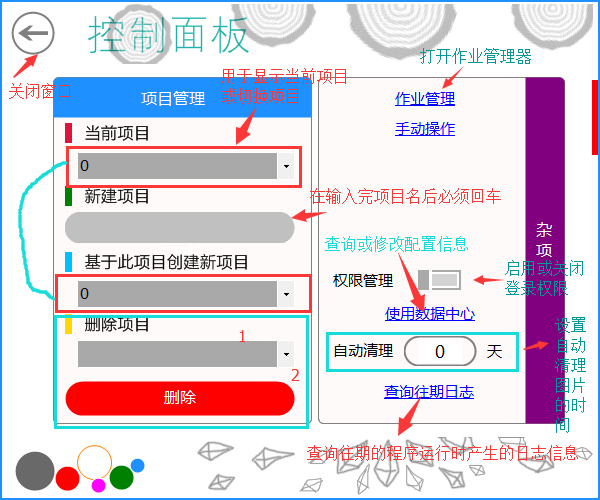 控制面板
打开作业管理器
关闭窗口
用于显示当前项目
或切换项目
项目管理
作业管理
当前项目
手动操作
0
新建项目
在输入完项目名后必须回车
杂项
查询或修改配置信息
基于此项目创建新项目
启用或关闭
登录权限
权限管理
0
使用数据中心
删除项目
1
设置
自动
清理
图片
的时
间
自动清理
0
天
2
查询往期日志
删除
查询往期的程序运行时产生的日志信息